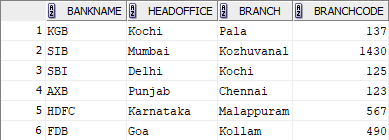 BANKNAME HEADOFFICE BRANCH BRANCHCODE
1 KGB Kochi Pala 137
2 SIB Mumbai Kozhuvanal 1430
3 SBI Delhi Kochi 125
4 AXB Punjab Chennai 123
5 HDFC Karnataka Malappuram 567
6 FDB Goa Kollam 490